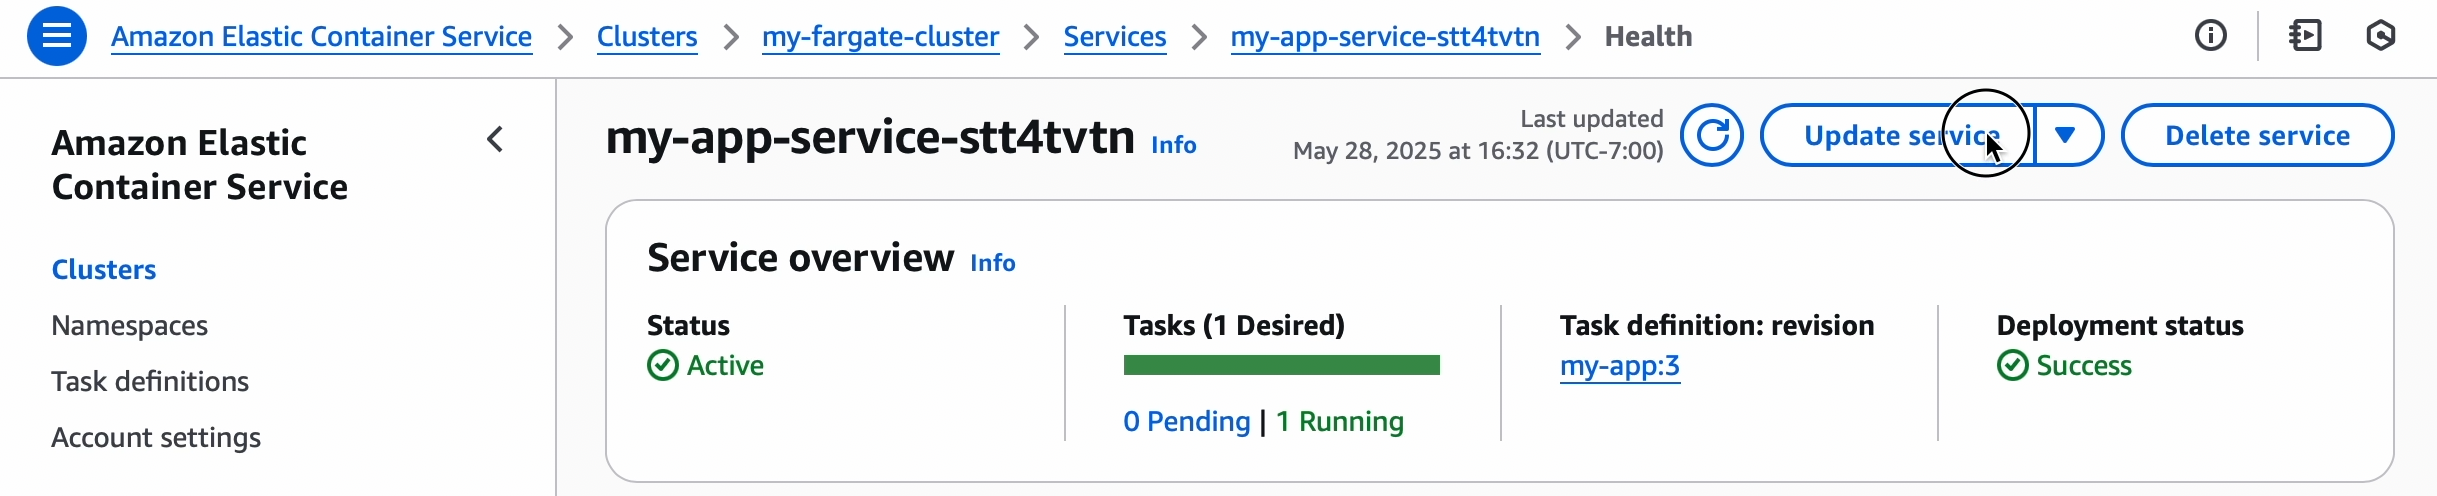 Amazon Elastic Container Service > Clusters > my-fargate-cluster > Services > my-app-service-stt4tvtn > Health
Amazon Elastic
Container Service
Clusters
Namespaces
Task definitions
Account settings
my-app-service-stt4tvtn Info
Last updated
May 28, 2025 at 16:32 (UTC-7:00)
Update service
Delete service
Service overview Info
Status
Active
Tasks (1 Desired)
0 Pending | 1 Running
Task definition: revision
my-app:3
Deployment status
Success